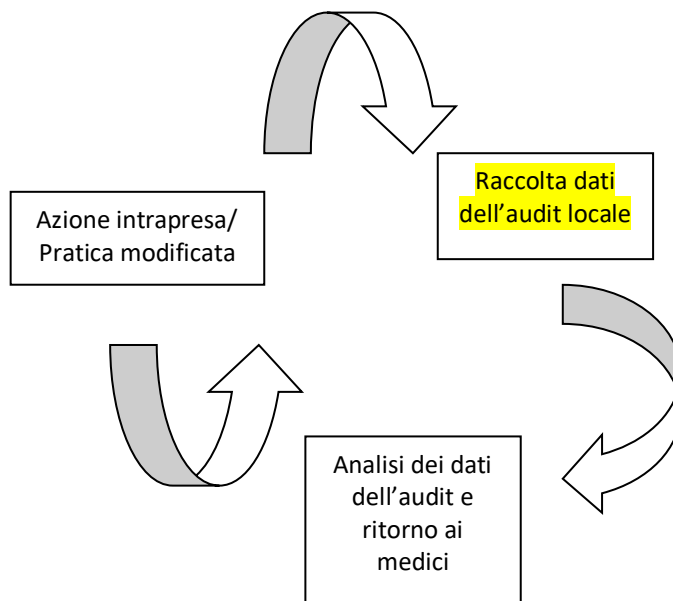 Raccolta dati
dell’audit locale
Azione intrapresa/
Pratica modificata
Analisi dei dati
dell’audit e
ritorno ai
medici